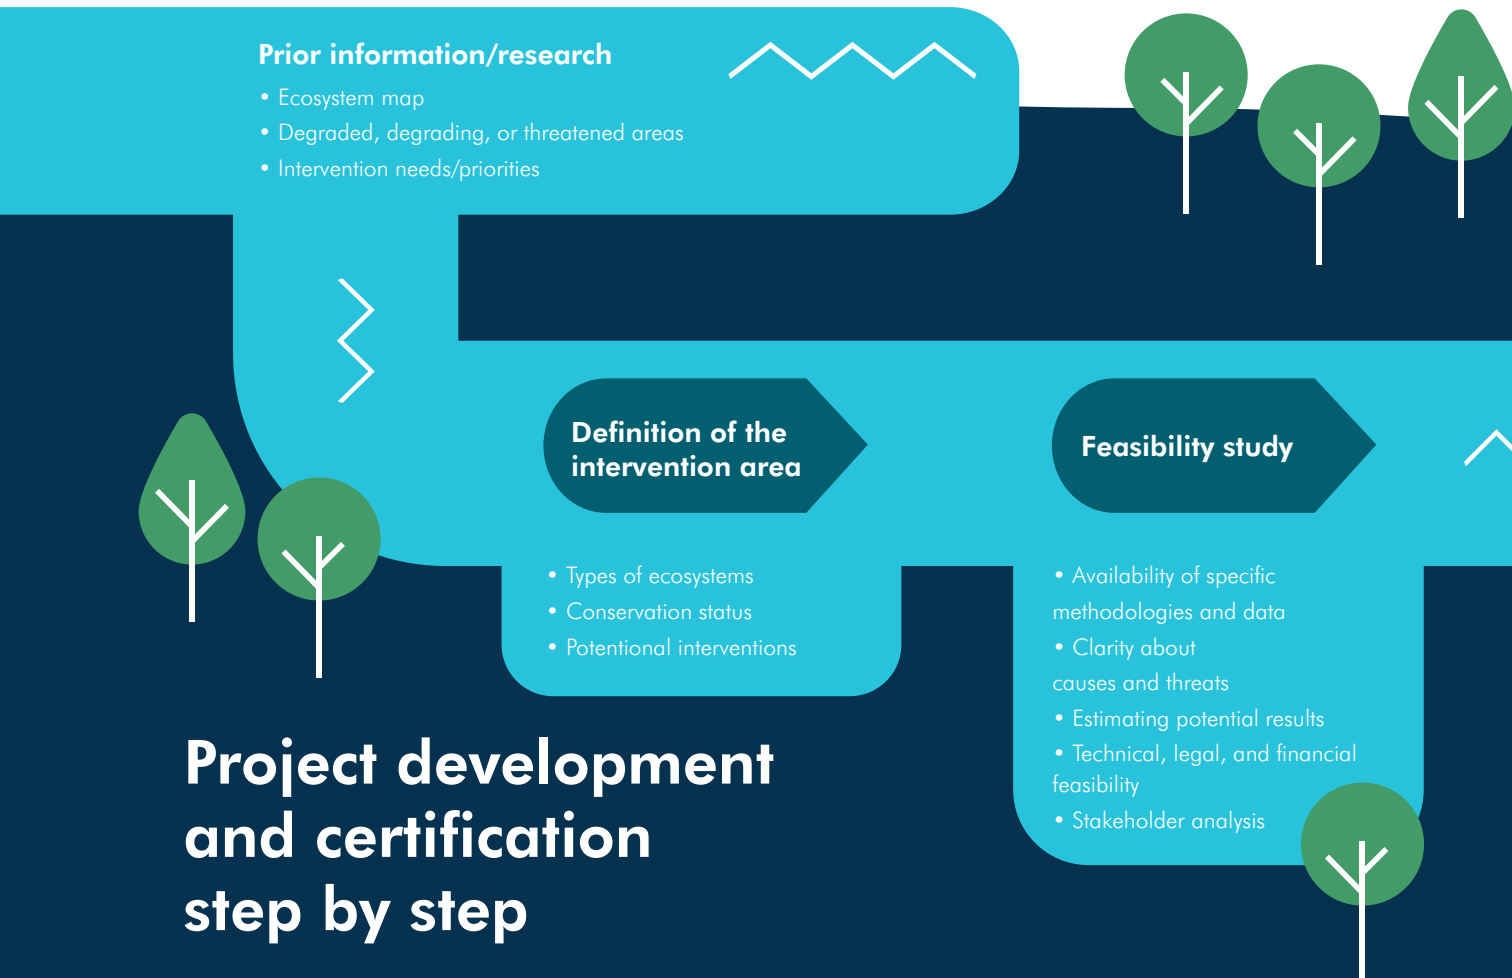 Prior information/research
• Ecosystem map
• Degraded, degrading, or threatened areas
• Intervention needs/priorities
Definition of the
intervention area
• Types of ecosystems
• Conservation status
• Potentional interventions
Feasibility study
• Availability of specific
methodologies and data
• Clarity about
causes and threats
• Estimating potential results
• Technical, legal, and financial
feasibility
• Stakeholder analysis
Project development
and certification
step by step